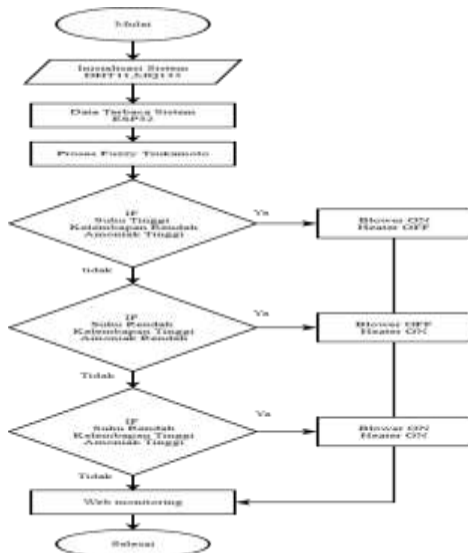 Mulai
Inisialisasi Sistem
DHT11,MQ135
Data Terbaca Sistem
ESP32
Proses Fuzzy Tsukamoto
IF
Suhu Tinggi
Kelembapan Rendah
Amoniak Tinggi
Ya
Blower ON
Heater OFF
tidak
IF
Suhu Rendah
Kelembapan Tinggi
Amoniak Rendah
Ya
Blower OFF
Heater ON
Tidak
IF
Suhu Rendah
Kelembapan Tinggi
Amoniak Tinggi
Ya
Blower ON
Heater ON
Tidak
Web monitoring
Selesai